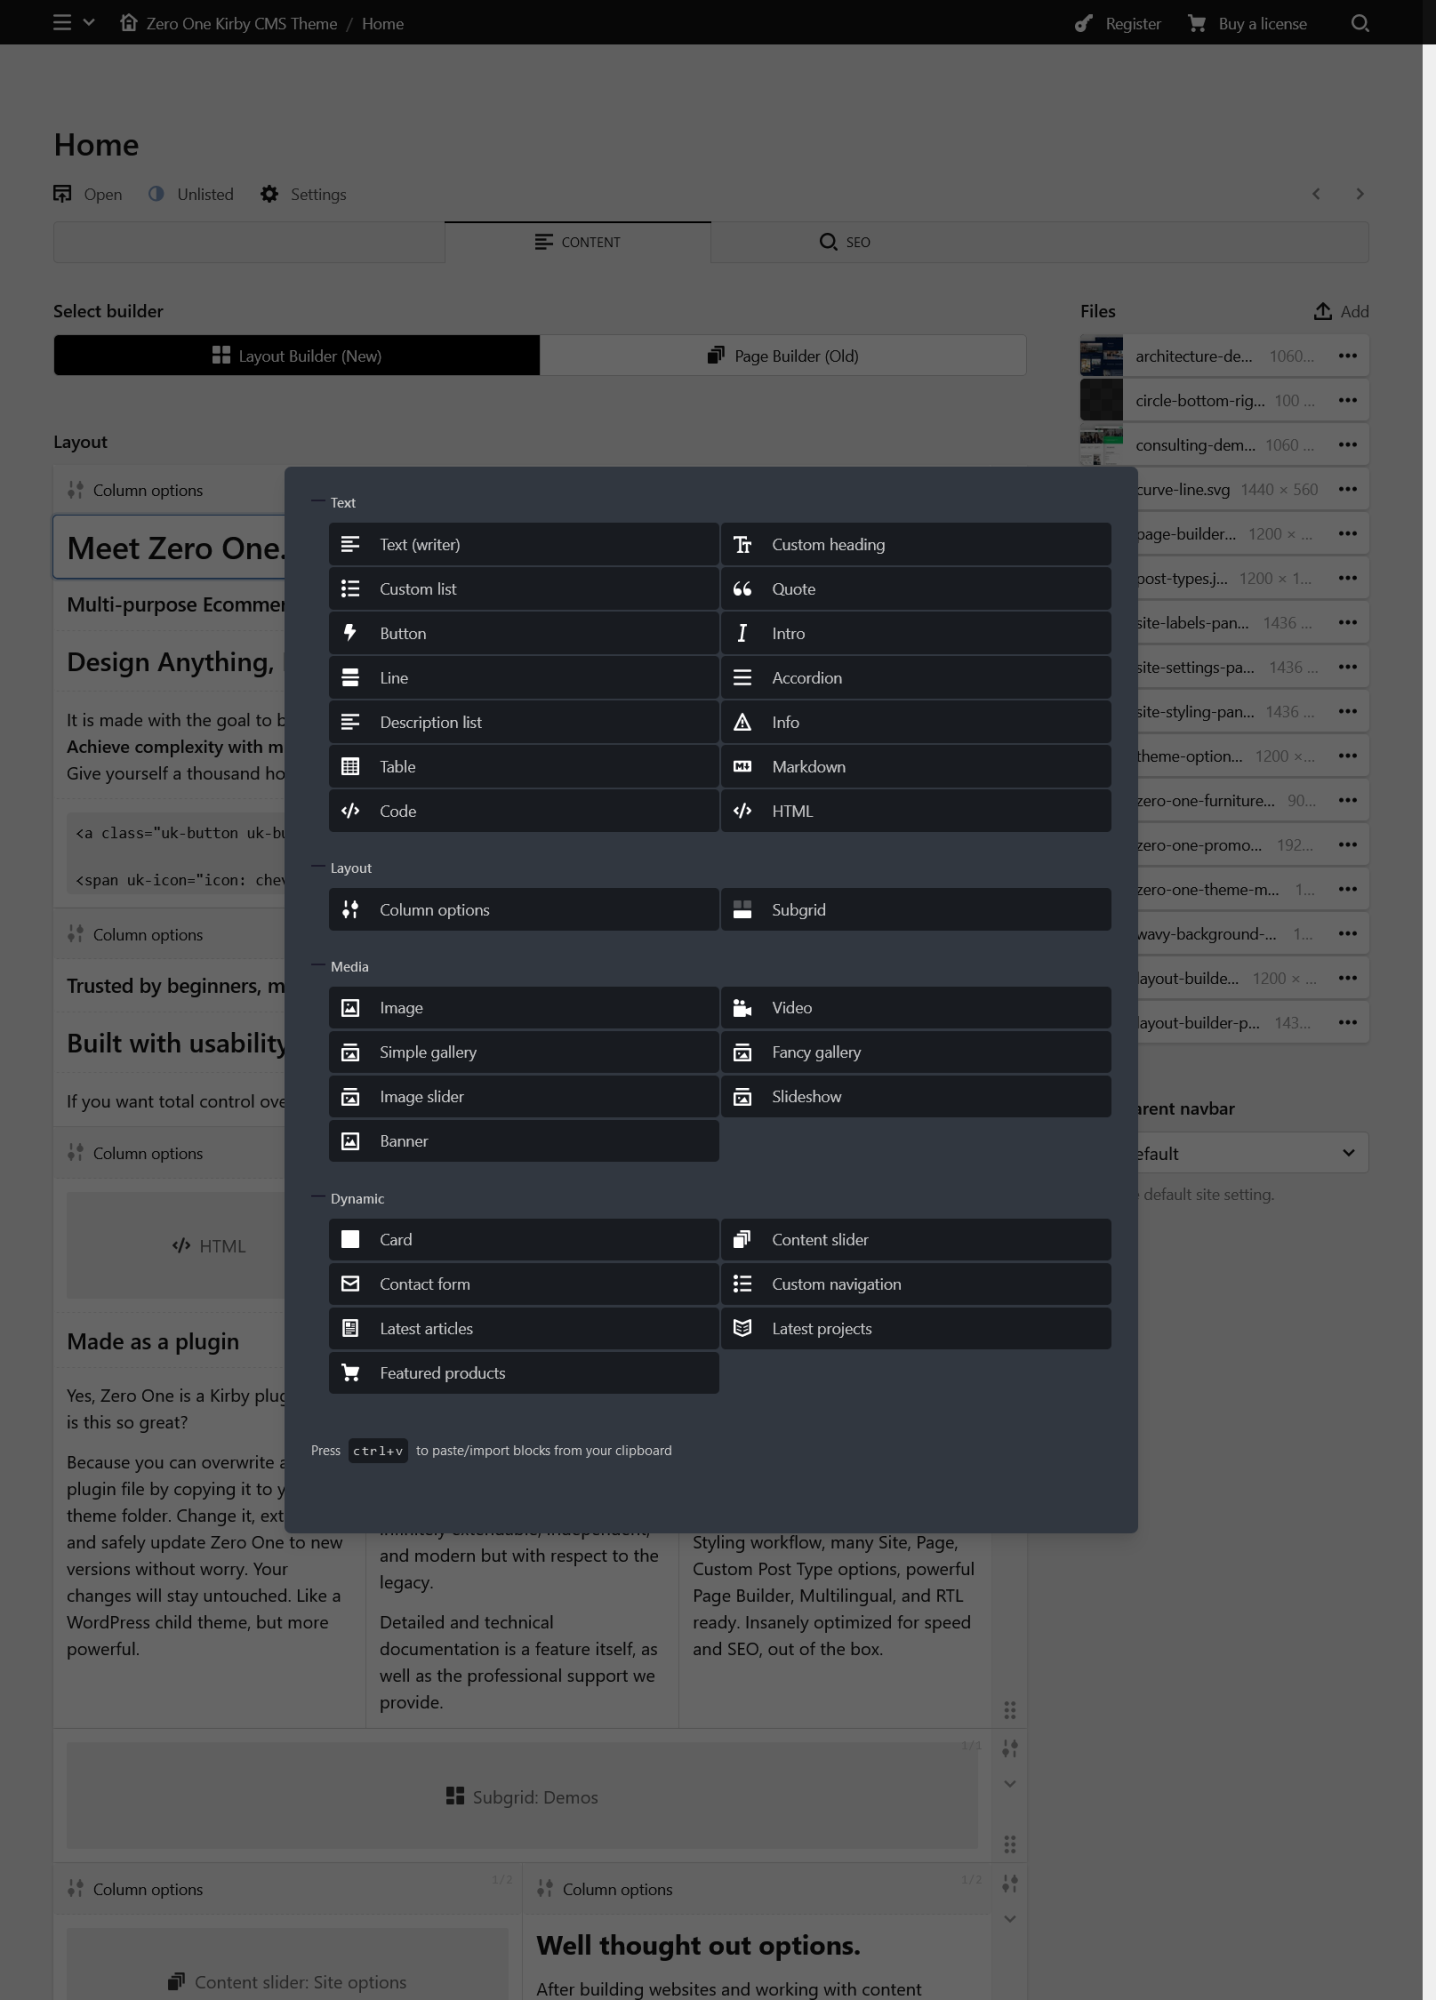 Zero One Kirby CMS Theme / Home
Register
Buy a license
Home
Open
Unlisted
Settings
CONTENT
SEO
Select builder
Layout Builder (New)
Page Builder (Old)
Files
Add
architecture-de... 1060...
circle-bottom-rig... 100 ...
consulting-dem... 1060 ...
curve-line.svg 1440 × 560
page-builder... 1200 × ...
post-types.j... 1200 × 1...
site-labels-pan... 1436 ...
site-settings-pa... 1436 ...
site-styling-pan... 1436 ...
theme-option... 1200 ×...
zero-one-furniture... 90...
zero-one-promo... 192...
zero-one-theme-m... 1...
wavy-background-... 1...
layout-builde... 1200 × ...
layout-builder-p... 143...
arent navbar
efault
default site setting.
Layout
Column options
Meet Zero One.
Multi-purpose Ecommer
Design Anything,
It is made with the goal to b
Achieve complexity with m
Give yourself a thousand ho
<a class="uk-button uk-bu
<span uk-icon="icon: chev
Column options
Trusted by beginners, m
Built with usability
If you want total control ove
Column options
HTML
Made as a plugin
Yes, Zero One is a Kirby plug
is this so great?
Because you can overwrite a
plugin file by copying it to y
theme folder. Change it, ext
and safely update Zero One to new
versions without worry. Your
changes will stay untouched. Like a
WordPress child theme, but more
powerful.
infinitely extendable, independent,
and modern but with respect to the
legacy.
Detailed and technical
documentation is a feature itself, as
well as the professional support we
provide.
Styling workflow, many Site, Page,
Custom Post Type options, powerful
Page Builder, Multilingual, and RTL
ready. Insanely optimized for speed
and SEO, out of the box.
1/1
Subgrid: Demos
Column options
1/2
Column options
1/2
Content slider: Site options
Well thought out options.
After building websites and working with content
Text
Text (writer)
Custom heading
Custom list
Quote
Button
Intro
Line
Accordion
Description list
Info
Table
Markdown
Code
HTML
Layout
Column options
Subgrid
Media
Image
Video
Simple gallery
Fancy gallery
Image slider
Slideshow
Banner
Dynamic
Card
Content slider
Contact form
Custom navigation
Latest articles
Latest projects
Featured products
Press ctrl+v to paste/import blocks from your clipboard